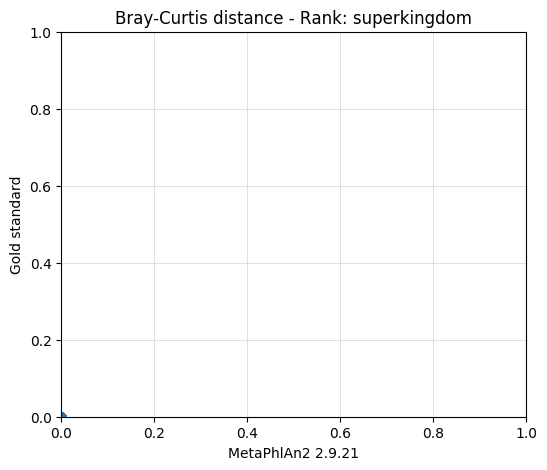 Bray-Curtis distance - Rank: superkingdom
1.0
0.8
0.6
0.4
0.2
0.0
Gold standard
0.0 0.2 0.4 0.6 0.8 1.0
MetaPhlAn2 2.9.21